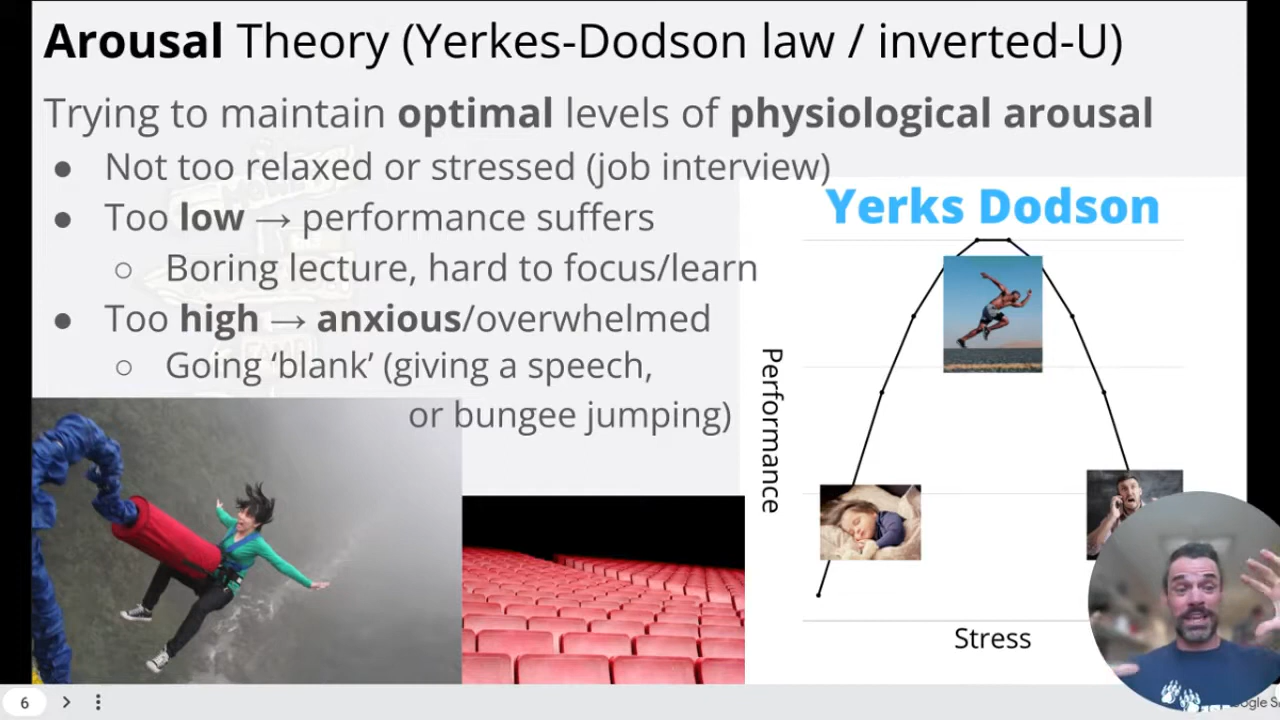 Arousal Theory (Yerkes-Dodson law / inverted-U)
Trying to maintain optimal levels of physiological arousal
● Not too relaxed or stressed (job interview)
● Too low → performance suffers
○ Boring lecture, hard to focus/learn
● Too high → anxious/overwhelmed
○ Going ‘blank’ (giving a speech,
or bungee jumping)
Yerks Dodson
Performance
Stress
6